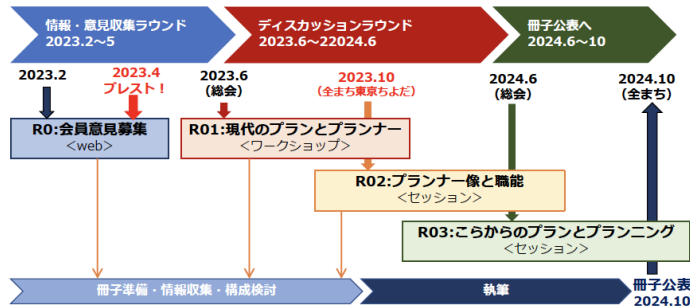 情報・意見収集ラウンド
2023.2～5
ディスカッションラウンド
2023.6～22024.6
冊子公表へ
2024.6～10
2023.2
2023.4
ブレスト！
2023.6
(総会)
2023.10
(全まち東京ちよだ)
2024.6
(総会)
2024.10
(全まち)
R0:会員意見募集
<web>
R01:現代のプランとプランナー
<ワークショップ>
R02:プランナー像と職能
<セッション>
R03:こらからのプランとプランニング
<セッション>
冊子準備・情報収集・構成検討
執筆
冊子公表
2024.10